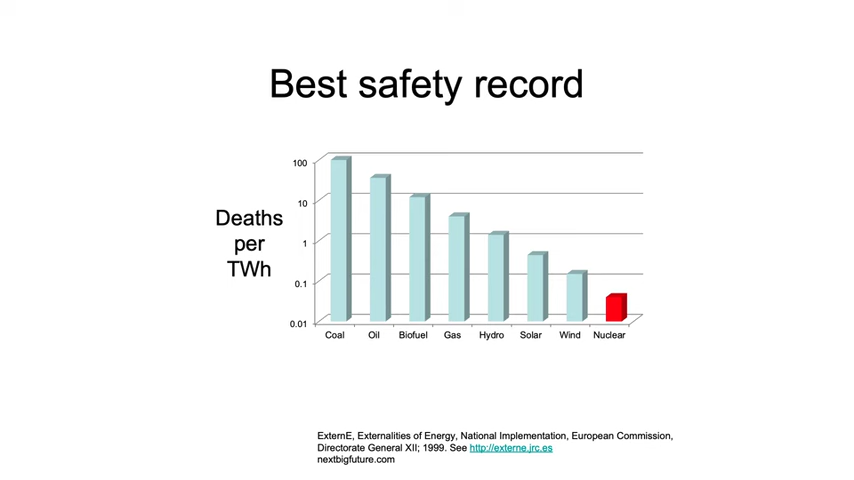 Best safety record
Deaths
per
TWh
100
10
1
0.1
0.01
Coal Oil Biofuel Gas Hydro Solar Wind Nuclear
ExternE, Externalities of Energy, National Implementation, European Commission,
Directorate General XII; 1999. See http://externe.jrc.es
nextbigfuture.com